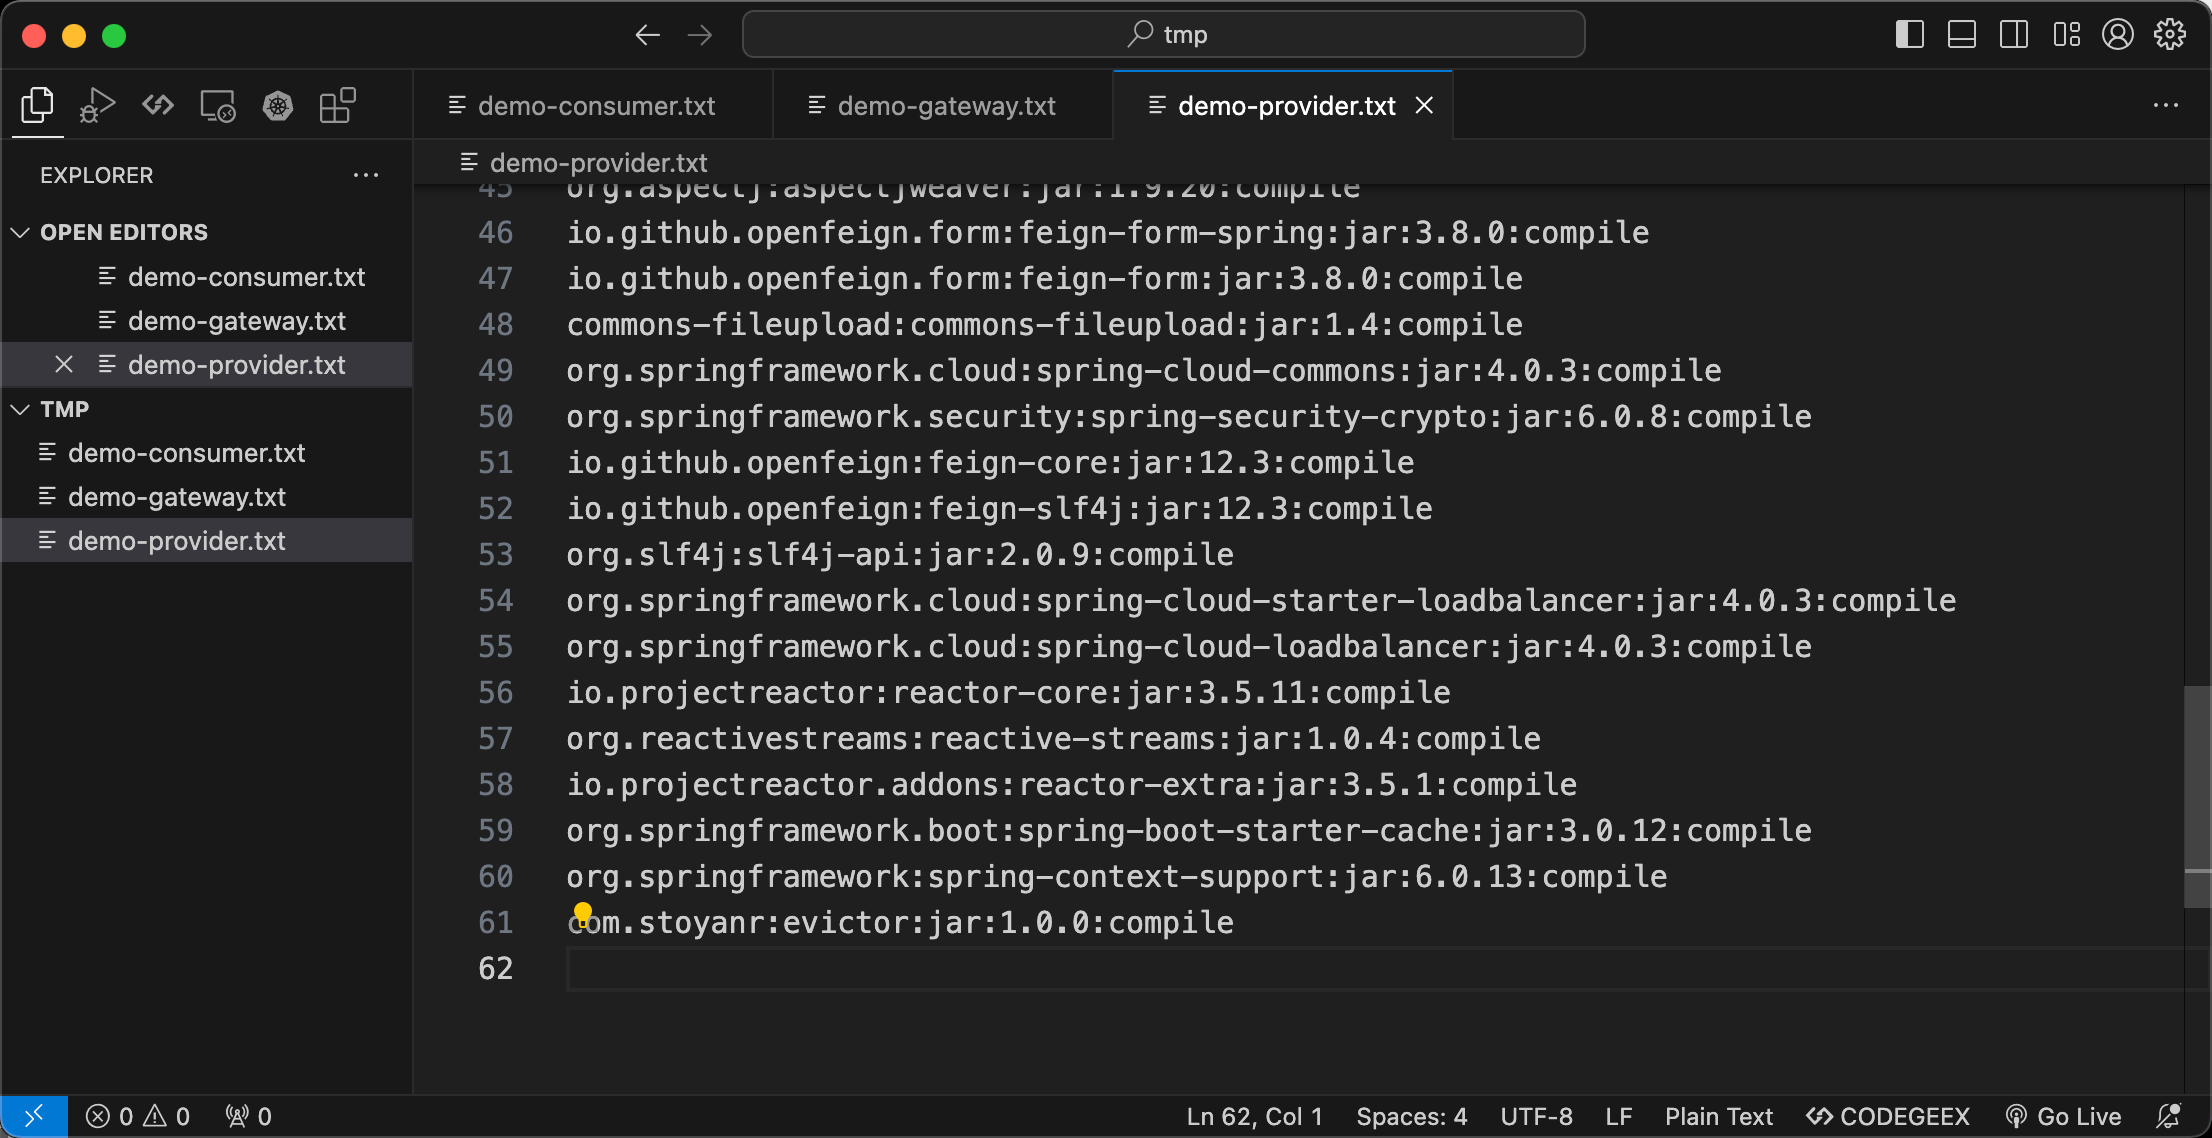 tmp
demo-consumer.txt
demo-gateway.txt
demo-provider.txt
EXPLORER
OPEN EDITORS
demo-consumer.txt
demo-gateway.txt
demo-provider.txt
TMP
demo-consumer.txt
demo-gateway.txt
demo-provider.txt
demo-provider.txt
45 org.aspectj:aspectjweaver:jar:1.9.20:compile
46 io.github.openfeign.form:feign-form-spring:jar:3.8.0:compile
47 io.github.openfeign.form:feign-form:jar:3.8.0:compile
48 commons-fileupload:commons-fileupload:jar:1.4:compile
49 org.springframework.cloud:spring-cloud-commons:jar:4.0.3:compile
50 org.springframework.security:spring-security-crypto:jar:6.0.8:compile
51 io.github.openfeign:feign-core:jar:12.3:compile
52 io.github.openfeign:feign-slf4j:jar:12.3:compile
53 org.slf4j:slf4j-api:jar:2.0.9:compile
54 org.springframework.cloud:spring-cloud-starter-loadbalancer:jar:4.0.3:compile
55 org.springframework.cloud:spring-cloud-loadbalancer:jar:4.0.3:compile
56 io.projectreactor:reactor-core:jar:3.5.11:compile
57 org.reactivestreams:reactive-streams:jar:1.0.4:compile
58 io.projectreactor.addons:reactor-extra:jar:3.5.1:compile
59 org.springframework.boot:spring-boot-starter-cache:jar:3.0.12:compile
60 org.springframework:spring-context-support:jar:6.0.13:compile
61 com.stoyanr:evictor:jar:1.0.0:compile
62
0 0 0 Ln 62, Col 1 Spaces: 4 UTF-8 LF Plain Text CODEGEEX Go Live